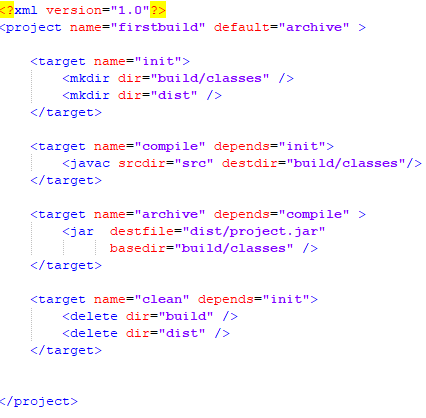 <?xml version="1.0"?>
<project name="firstbuild" default="archive" >
<target name="init">
<mkdir dir="build/classes" />
<mkdir dir="dist" />
</target>
<target name="compile" depends="init">
<javac srcdir="src" destdir="build/classes"/>
</target>
<target name="archive" depends="compile" >
<jar  destfile="dist/project.jar"
basedir="build/classes" />
</target>
<target name="clean" depends="init">
<delete dir="build" />
<delete dir="dist" />
</target>
</project>